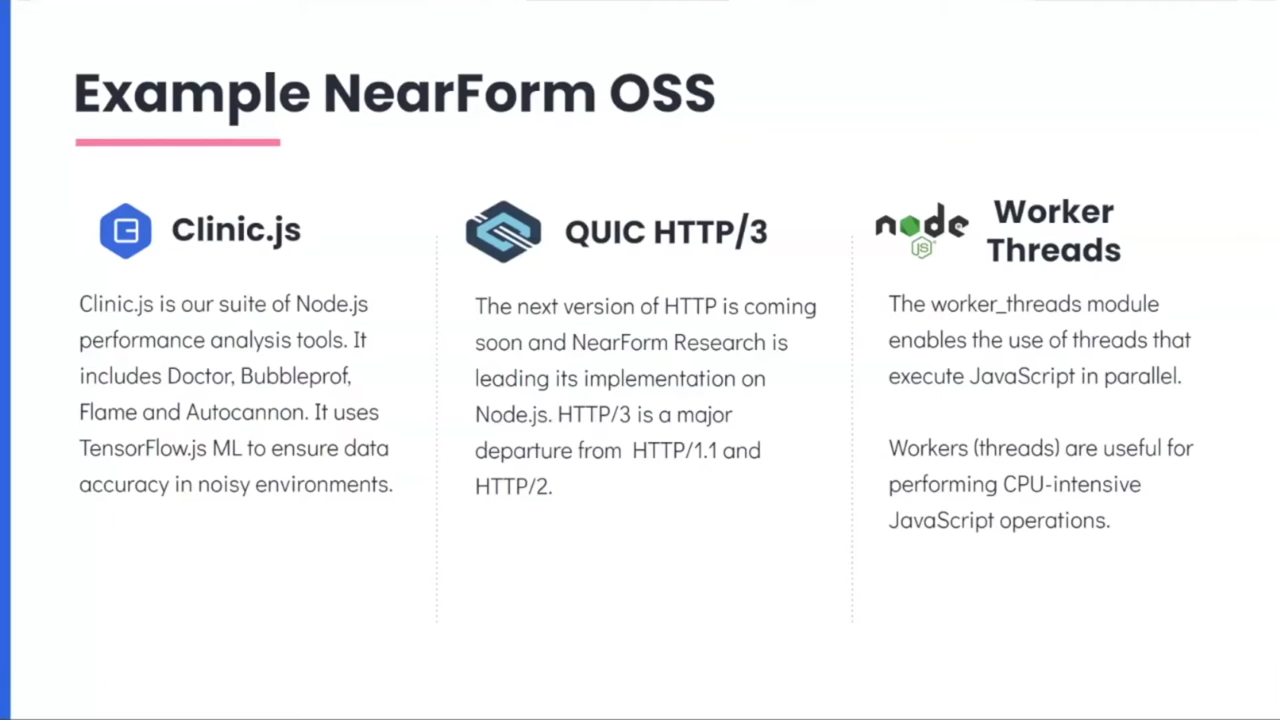 Example NearForm OSS
Clinic.js
Clinic.js is our suite of Node.js
performance analysis tools. It
includes Doctor, Bubbleprof,
Flame and Autocannon. It uses
TensorFlow.js ML to ensure data
accuracy in noisy environments.
QUIC HTTP/3
The next version of HTTP is coming
soon and NearForm Research is
leading its implementation on
Node.js. HTTP/3 is a major
departure from  HTTP/1.1 and
HTTP/2.
node
JS
Worker
Threads
The worker_threads module
enables the use of threads that
execute JavaScript in parallel.
Workers (threads) are useful for
performing CPU-intensive
JavaScript operations.